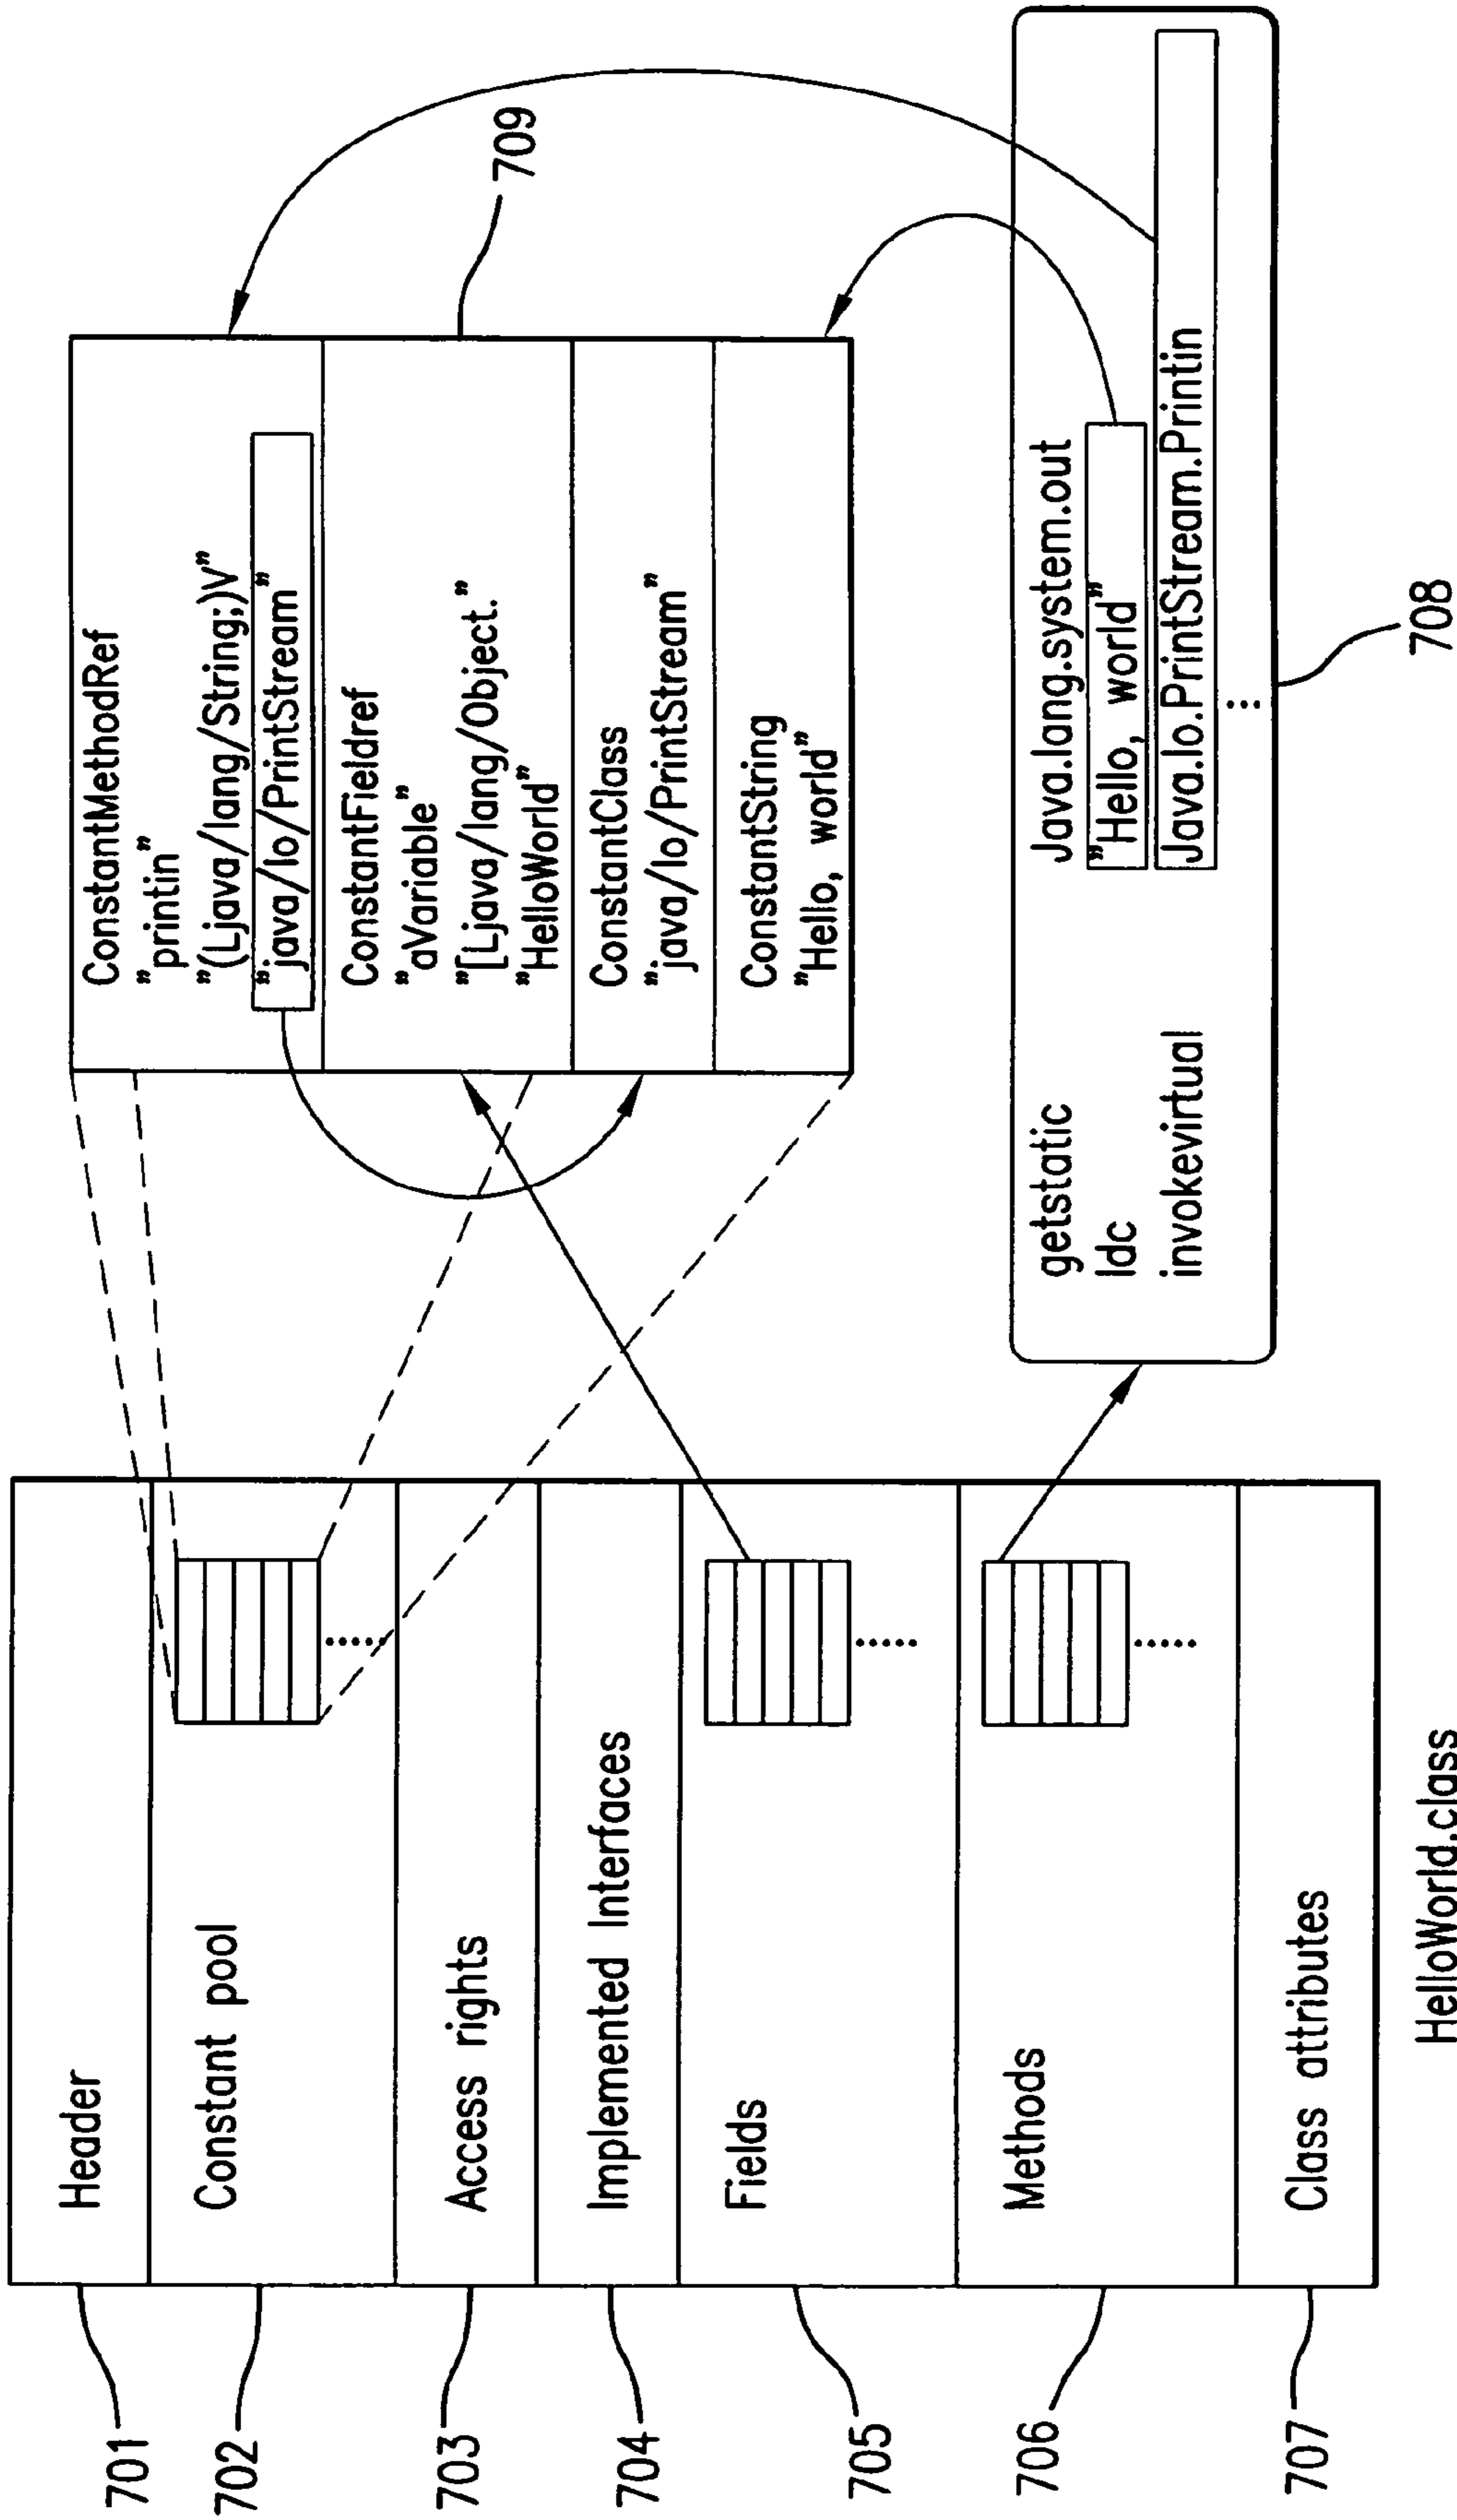 701
Header
702
Constant pool
703
Access rights
704
Implemented Interfaces
705
Fields
706
Methods
707
Class attributes
HelloWorld.class
ConstantMethodRef
"printin"
"(Ljava/lang/String;)V"
"java/Io/PrintStream"
ConstantFieldref
"aVariable"
"[Ljava/lang/Object."
"HelloWorld"
ConstantClass
"java/Io/PrintStream"
ConstantString
"Hello, world"
709
getstatic Java.lang.system.out
ldc "Hello, world"
invokevirtual Java.Io.PrintStream.Printin
708